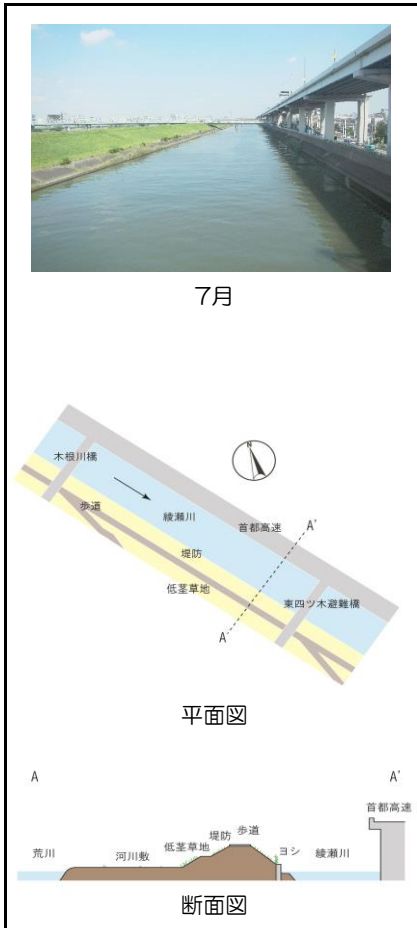 7月
N
木根川橋
歩道
綾瀬川
首都高速
A'
堤防
低茎草地
東四ツ木避難橋
A
平面図
A
A'
首都高速
荒川
河川敷
低茎草地
堤防
歩道
ヨシ
綾瀬川
断面図